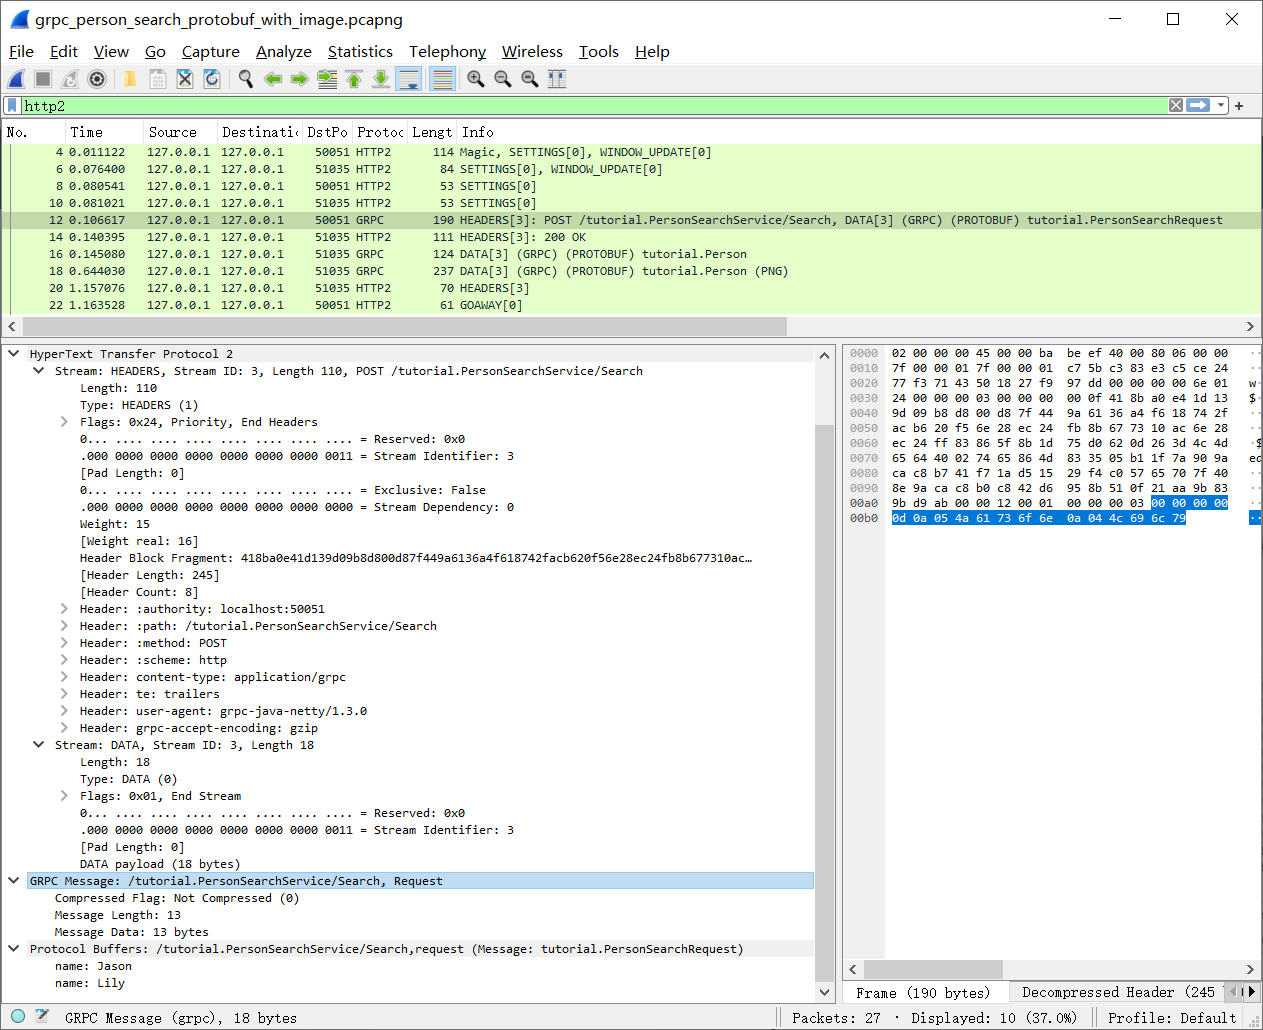 grpc_person_search_protobuf_with_image.pcapng
File Edit View Go Capture Analyze Statistics Telephony Wireless Tools Help
http2
No. Time Source Destinati DstPo Protoc Lengt Info
4 0.011122 127.0.0.1 127.0.0.1 50051 HTTP2 114 Magic, SETTINGS[0], WINDOW_UPDATE[0]
6 0.076400 127.0.0.1 127.0.0.1 51035 HTTP2 84 SETTINGS[0], WINDOW_UPDATE[0]
8 0.080541 127.0.0.1 127.0.0.1 50051 HTTP2 53 SETTINGS[0]
10 0.081021 127.0.0.1 127.0.0.1 51035 HTTP2 53 SETTINGS[0]
12 0.106617 127.0.0.1 127.0.0.1 50051 GRPC 190 HEADERS[3]: POST /tutorial.PersonSearchService/Search, DATA[3] (GRPC) (PROTOBUF) tutorial.PersonSearchRequest
14 0.140395 127.0.0.1 127.0.0.1 51035 HTTP2 111 HEADERS[3]: 200 OK
16 0.145080 127.0.0.1 127.0.0.1 51035 GRPC 124 DATA[3] (GRPC) (PROTOBUF) tutorial.Person
18 0.644030 127.0.0.1 127.0.0.1 51035 GRPC 237 DATA[3] (GRPC) (PROTOBUF) tutorial.Person (PNG)
20 1.157076 127.0.0.1 127.0.0.1 51035 HTTP2 70 HEADERS[3]
22 1.163528 127.0.0.1 127.0.0.1 50051 HTTP2 61 GOAWAY[0]
HyperText Transfer Protocol 2
Stream: HEADERS, Stream ID: 3, Length 110, POST /tutorial.PersonSearchService/Search
Length: 110
Type: HEADERS (1)
Flags: 0x24, Priority, End Headers
0... .... .... .... .... .... .... .... = Reserved: 0x0
.000 0000 0000 0000 0000 0000 0000 0011 = Stream Identifier: 3
[Pad Length: 0]
0... .... .... .... .... .... .... .... = Exclusive: False
.000 0000 0000 0000 0000 0000 0000 0000 = Stream Dependency: 0
Weight: 15
[Weight real: 16]
Header Block Fragment: 418ba0e41d139d09b8d800d87f449a6136a4f618742facb620f56e28ec24fb8b677310ac…
[Header Length: 245]
[Header Count: 8]
Header: :authority: localhost:50051
Header: :path: /tutorial.PersonSearchService/Search
Header: :method: POST
Header: :scheme: http
Header: content-type: application/grpc
Header: te: trailers
Header: user-agent: grpc-java-netty/1.3.0
Header: grpc-accept-encoding: gzip
Stream: DATA, Stream ID: 3, Length 18
Length: 18
Type: DATA (0)
Flags: 0x01, End Stream
0... .... .... .... .... .... .... .... = Reserved: 0x0
.000 0000 0000 0000 0000 0000 0000 0011 = Stream Identifier: 3
[Pad Length: 0]
DATA payload (18 bytes)
GRPC Message: /tutorial.PersonSearchService/Search, Request
Compressed Flag: Not Compressed (0)
Message Length: 13
Message Data: 13 bytes
Protocol Buffers: /tutorial.PersonSearchService/Search,request (Message: tutorial.PersonSearchRequest)
name: Jason
name: Lily
0000 02 00 00 00 45 00 00 ba be ef 40 00 80 06 00 00 ··
0010 7f 00 00 01 7f 00 00 01 c7 5b c3 83 e3 c5 ce 24 ··
0020 77 f3 71 43 50 18 27 f9 97 dd 00 00 00 00 6e 01 w·
0030 24 00 00 00 03 00 00 00 00 0f 41 8b a0 e4 1d 13 $·
0040 9d 09 b8 d8 00 d8 7f 44 9a 61 36 a4 f6 18 74 2f ··
0050 ac b6 20 f5 6e 28 ec 24 fb 8b 67 73 10 ac 6e 28 ··
0060 ec 24 ff 83 86 5f 8b 1d 75 d0 62 0d 26 3d 4c 4d ·$
0070 65 64 40 02 74 65 86 4d 83 35 05 b1 1f 7a 90 9a ed
0080 ca c8 b7 41 f7 1a d5 15 29 f4 c0 57 65 70 7f 40 ··
0090 8e 9a ca c8 b0 c8 42 d6 95 8b 51 0f 21 aa 9b 83 ··
00a0 9b d9 ab 00 00 12 00 01 00 00 00 03 00 00 00 00 ··
00b0 0d 0a 05 4a 61 73 6f 6e 0a 04 4c 69 6c 79 ··
Frame (190 bytes) Decompressed Header (245
GRPC Message (grpc), 18 bytes Packets: 27 · Displayed: 10 (37.0%) Profile: Default